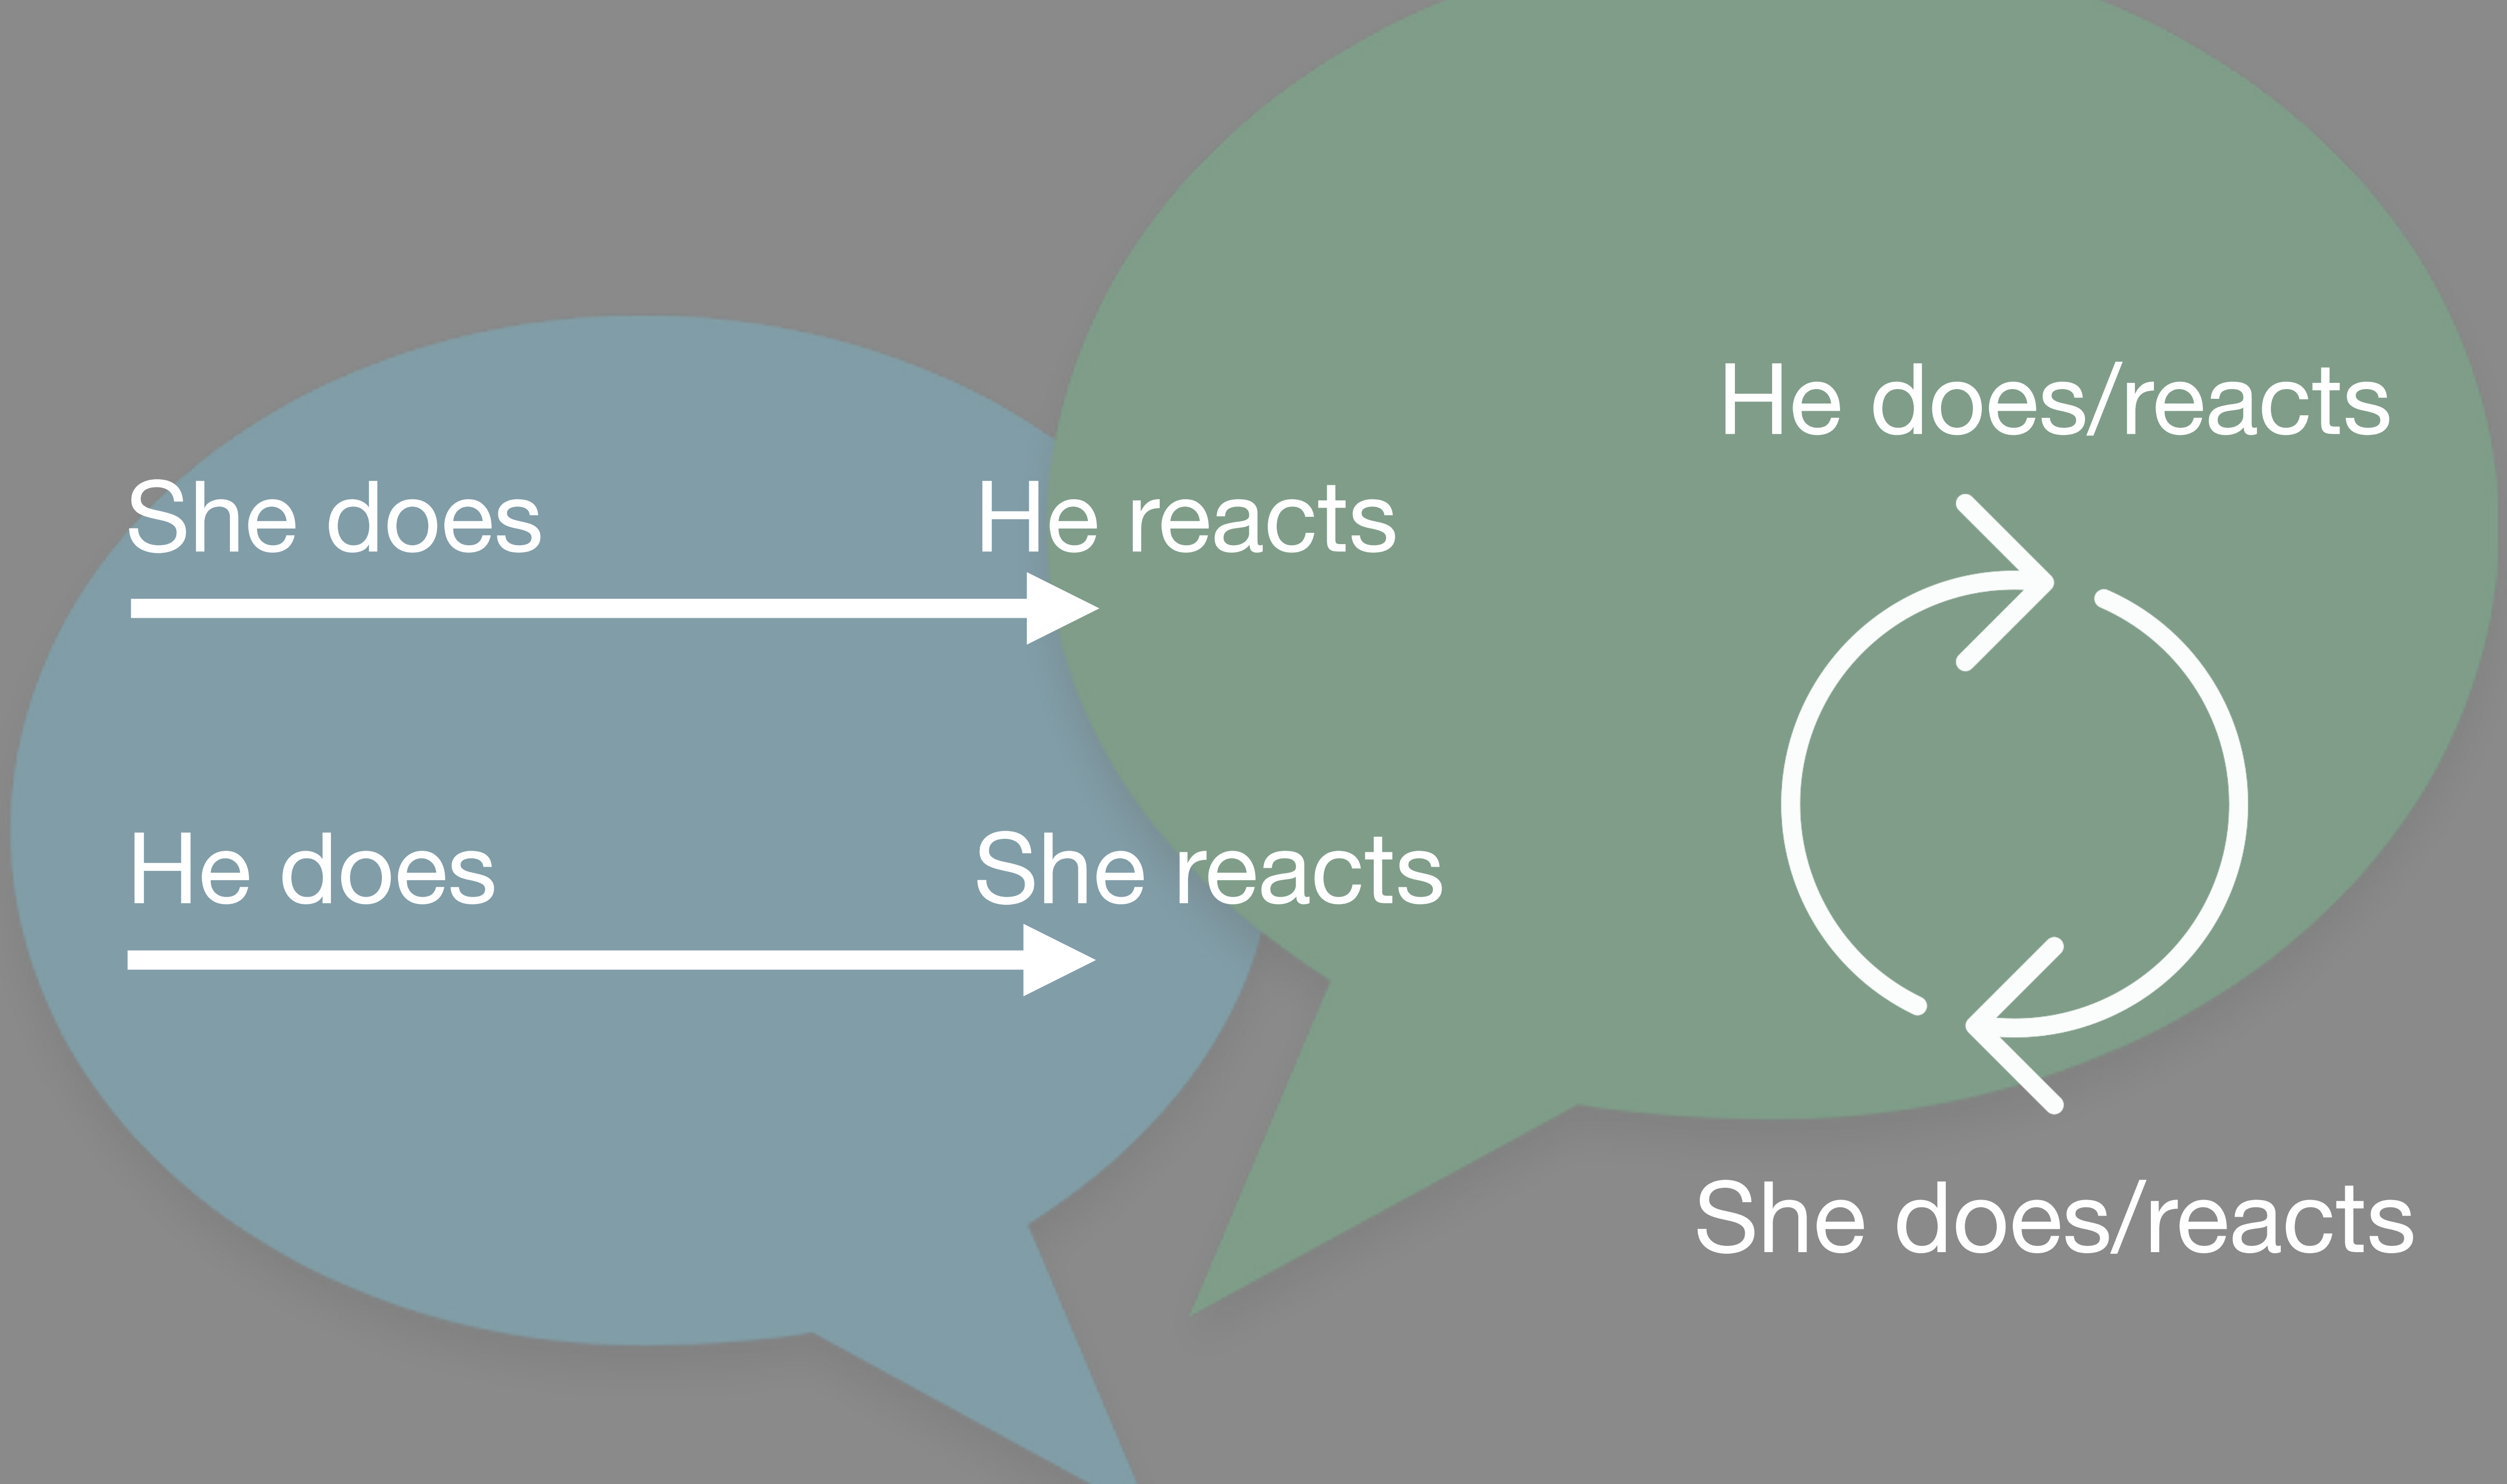 She does
He reacts
He does
She reacts
He does/reacts
She does/reacts